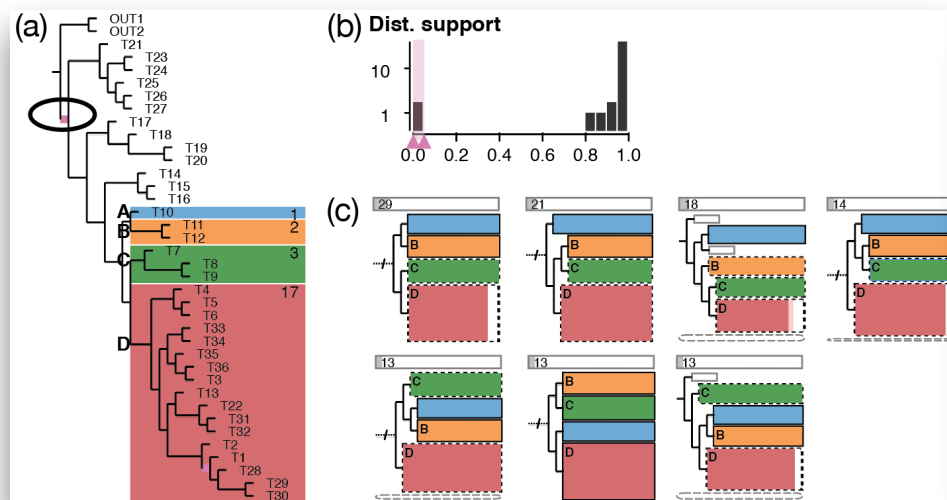 (a)
OUT1
OUT2
T21
T23
T24
T25
T26
T27
T17
T18
T19
T20
T14
T15
T16
A T10 1
B T11 2
T12
C T7 3
T8
T9
T4 17
T5
T6
T33
T34
D T35
T36
T3
T13
T22
T31
T32
T2
T1
T28
T29
T30
(b) Dist. support
10
1
0.0 0.2 0.4 0.6 0.8 1.0
(c)
29
B
C
D
21
B
C
D
18
B
C
D
14
B
C
D
13
C
B
D
13
B
C
D
13
C
B
D